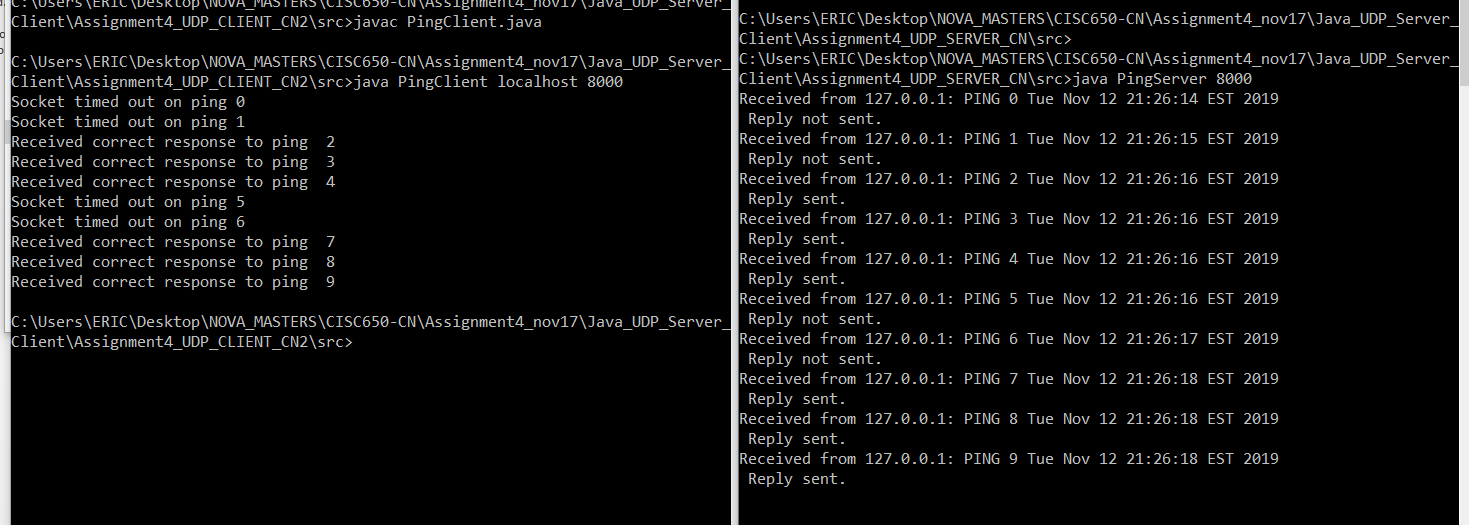 C:\Users\ERIC\Desktop\NOVA_MASTERS\CISC650-CN\Assignment4_nov17\Java_UDP_Server_
Client\Assignment4_UDP_CLIENT_CN2\src>javac PingClient.java
C:\Users\ERIC\Desktop\NOVA_MASTERS\CISC650-CN\Assignment4_nov17\Java_UDP_Server_
Client\Assignment4_UDP_CLIENT_CN2\src>java PingClient localhost 8000
Socket timed out on ping 0
Socket timed out on ping 1
Received correct response to ping  2
Received correct response to ping  3
Received correct response to ping  4
Socket timed out on ping 5
Socket timed out on ping 6
Received correct response to ping  7
Received correct response to ping  8
Received correct response to ping  9
C:\Users\ERIC\Desktop\NOVA_MASTERS\CISC650-CN\Assignment4_nov17\Java_UDP_Server_
Client\Assignment4_UDP_CLIENT_CN2\src>
C:\Users\ERIC\Desktop\NOVA_MASTERS\CISC650-CN\Assignment4_nov17\Java_UDP_Server_
Client\Assignment4_UDP_SERVER_CN\src>
C:\Users\ERIC\Desktop\NOVA_MASTERS\CISC650-CN\Assignment4_nov17\Java_UDP_Server_
Client\Assignment4_UDP_SERVER_CN\src>java PingServer 8000
Received from 127.0.0.1: PING 0 Tue Nov 12 21:26:14 EST 2019
Reply not sent.
Received from 127.0.0.1: PING 1 Tue Nov 12 21:26:15 EST 2019
Reply not sent.
Received from 127.0.0.1: PING 2 Tue Nov 12 21:26:16 EST 2019
Reply sent.
Received from 127.0.0.1: PING 3 Tue Nov 12 21:26:16 EST 2019
Reply sent.
Received from 127.0.0.1: PING 4 Tue Nov 12 21:26:16 EST 2019
Reply sent.
Received from 127.0.0.1: PING 5 Tue Nov 12 21:26:16 EST 2019
Reply not sent.
Received from 127.0.0.1: PING 6 Tue Nov 12 21:26:17 EST 2019
Reply not sent.
Received from 127.0.0.1: PING 7 Tue Nov 12 21:26:18 EST 2019
Reply sent.
Received from 127.0.0.1: PING 8 Tue Nov 12 21:26:18 EST 2019
Reply sent.
Received from 127.0.0.1: PING 9 Tue Nov 12 21:26:18 EST 2019
Reply sent.